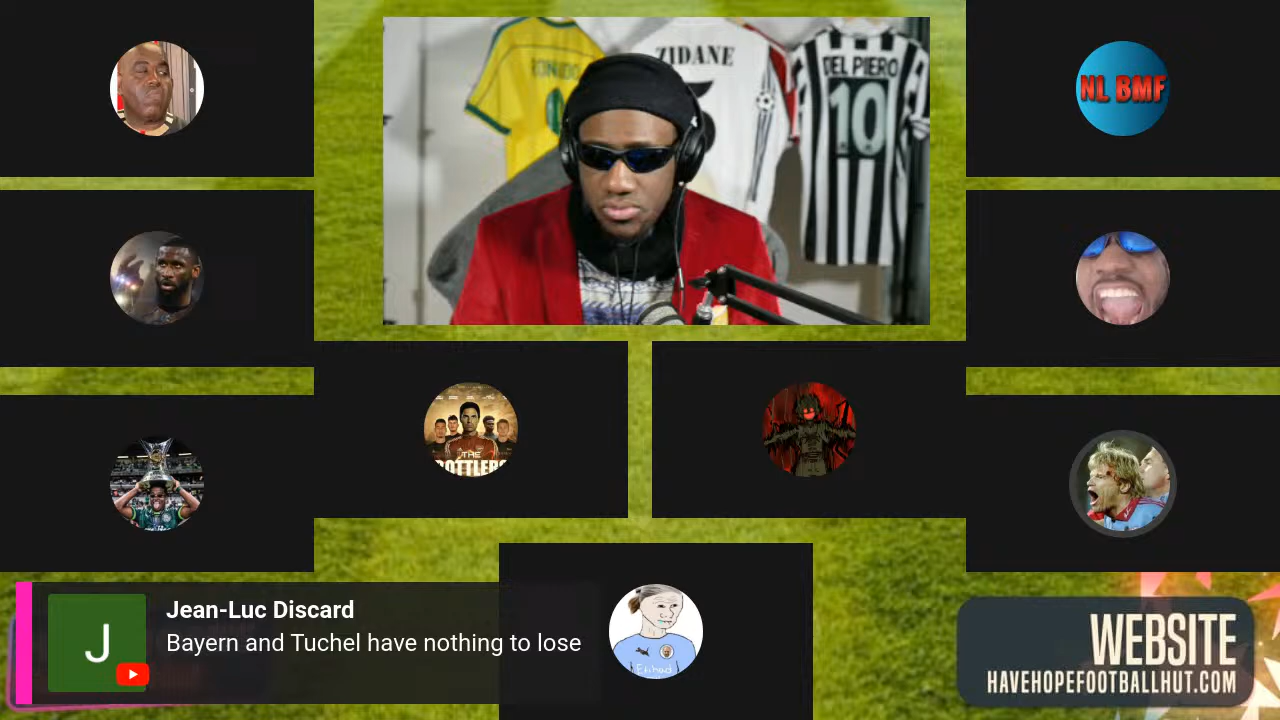 ZIDANE
DEL PIERO
10
NL BMF
THE
Etihad
Jean-Luc Discard
Bayern and Tuchel have nothing to lose
J
WEBSITE
HAVEHOPEFOOTBALLHUT.COM